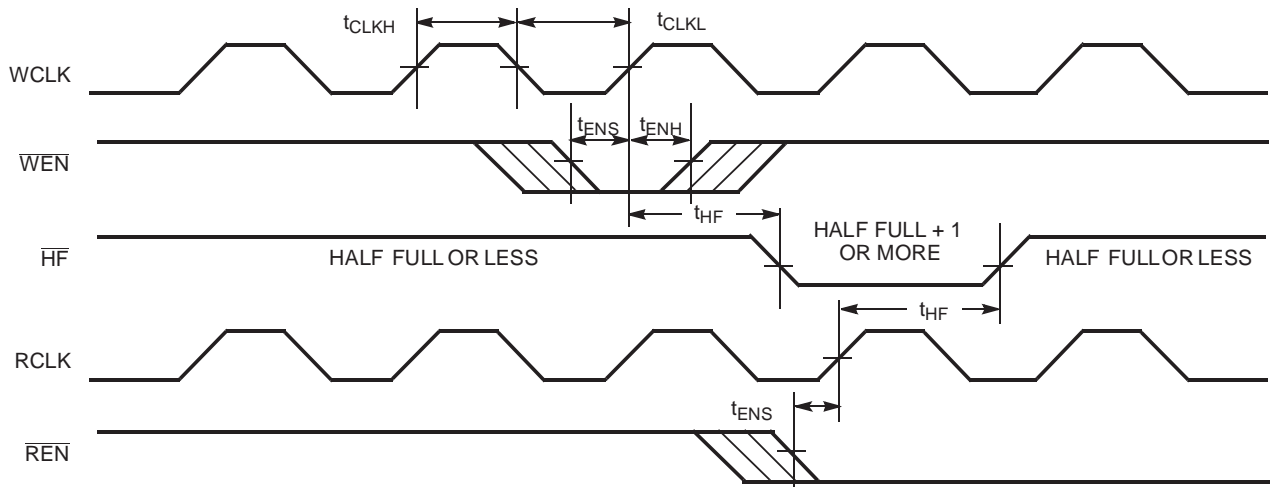 tCLKH
tCLKL
WCLK
tENS
tENH
WEN
tHF
HALF FULL + 1
OR MORE
HF
HALF FULL OR LESS
HALF FULL OR LESS
tHF
RCLK
tENS
REN